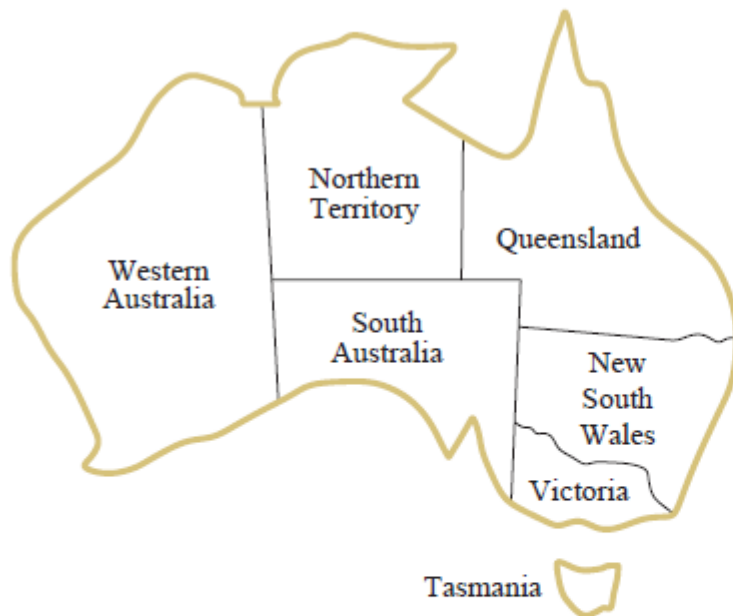 Northern
Territory
Queensland
Western
Australia
South
Australia
New
South
Wales
Victoria
Tasmania